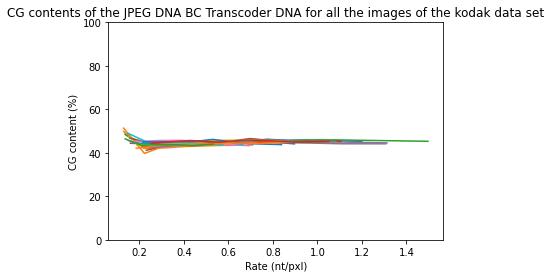 CG contents of the JPEG DNA BC Transcoder DNA for all the images of the kodak data set
100
80
60
40
20
0
CG content (%)
0.2 0.4 0.6 0.8 1.0 1.2 1.4
Rate (nt/pxl)